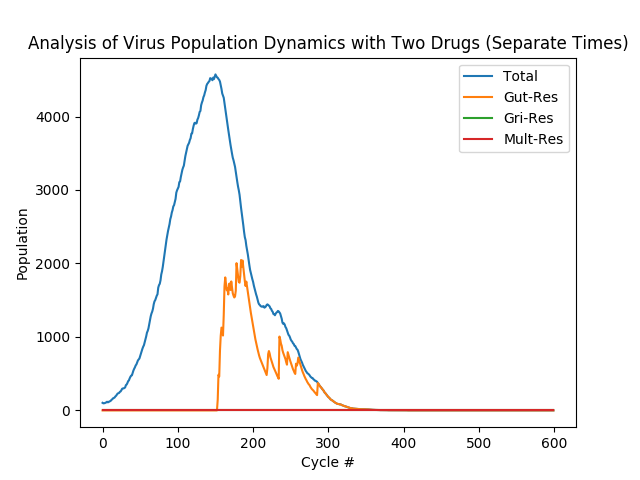 Analysis of Virus Population Dynamics with Two Drugs (Separate Times)
Total
Gut-Res
Gri-Res
Mult-Res
4000
3000
2000
1000
0
Population
0 100 200 300 400 500 600
Cycle #